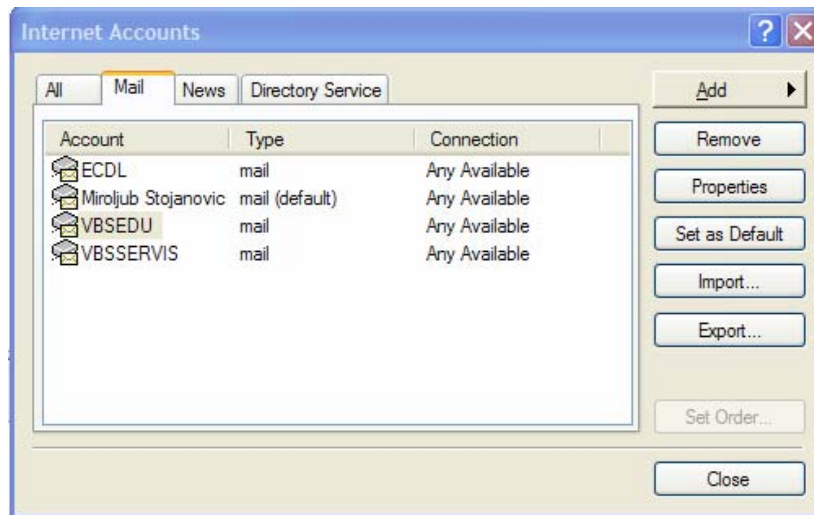 Internet Accounts
All Mail News Directory Service
Add
Account Type Connection
Remove
ECDL mail Any Available
Miroljub Stojanovic mail (default) Any Available
Properties
VBSEDU mail Any Available
Set as Default
VBSSERVIS mail Any Available
Import...
Export...
Set Order...
Close